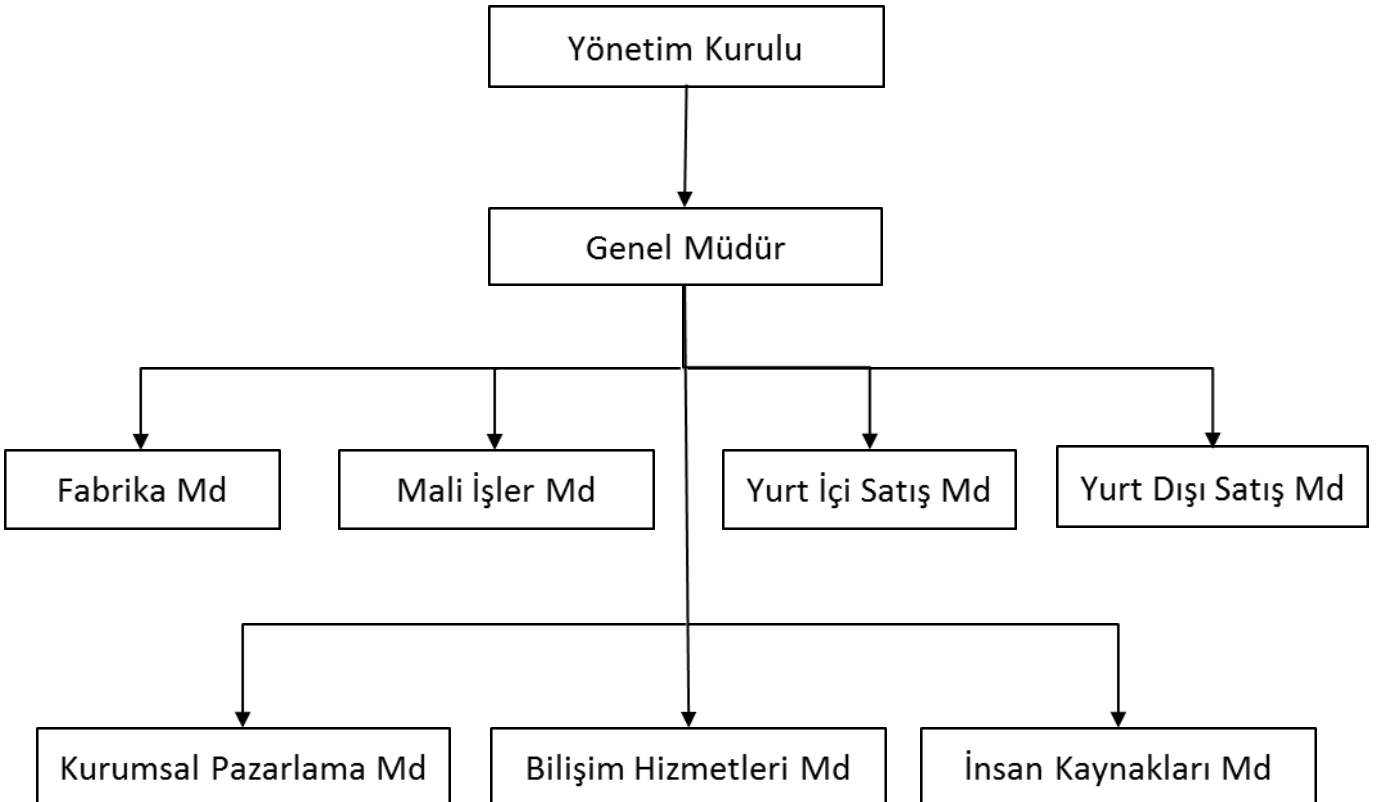 Yönetim Kurulu
Genel Müdür
Fabrika Md
Mali İşler Md
Yurt İçi Satış Md
Yurt Dışı Satış Md
Kurumsal Pazarlama Md
Bilişim Hizmetleri Md
İnsan Kaynakları Md